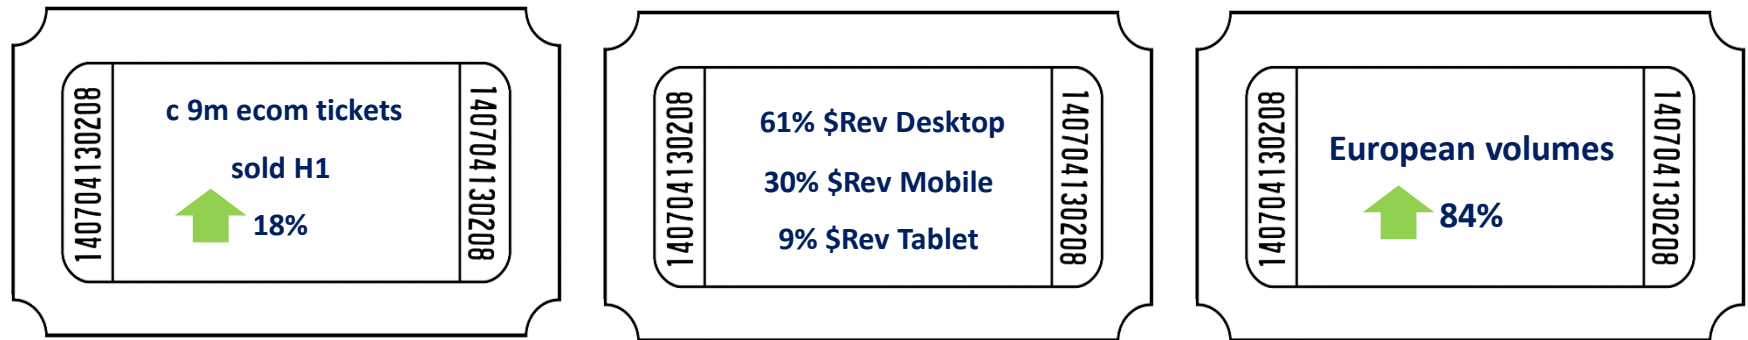 140704130208
c 9m ecom tickets
sold H1
18%
140704130208
140704130208
61% $Rev Desktop
30% $Rev Mobile
9% $Rev Tablet
140704130208
140704130208
European volumes
84%
140704130208